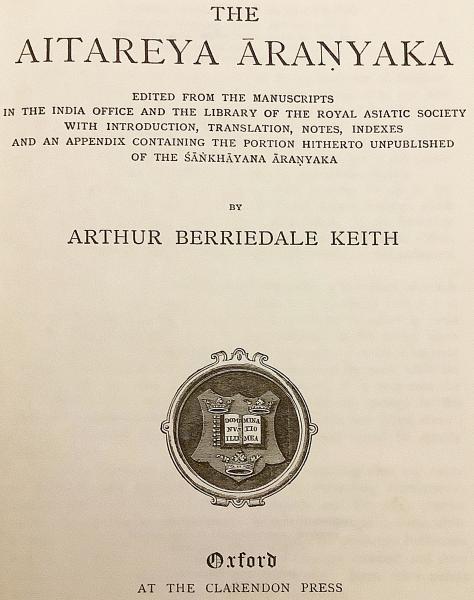 THE
AITAREYA ĀRAṆYAKA
EDITED FROM THE MANUSCRIPTS
IN THE INDIA OFFICE AND THE LIBRARY OF THE ROYAL ASIATIC SOCIETY
WITH INTRODUCTION, TRANSLATION, NOTES, INDEXES
AND AN APPENDIX CONTAINING THE PORTION HITHERTO UNPUBLISHED
OF THE ŚĀṄKHĀYANA ĀRAṆYAKA
BY
ARTHUR BERRIEDALE KEITH
DOMI MINA
NVS TIO
ILLV MEA
Oxford
AT THE CLARENDON PRESS